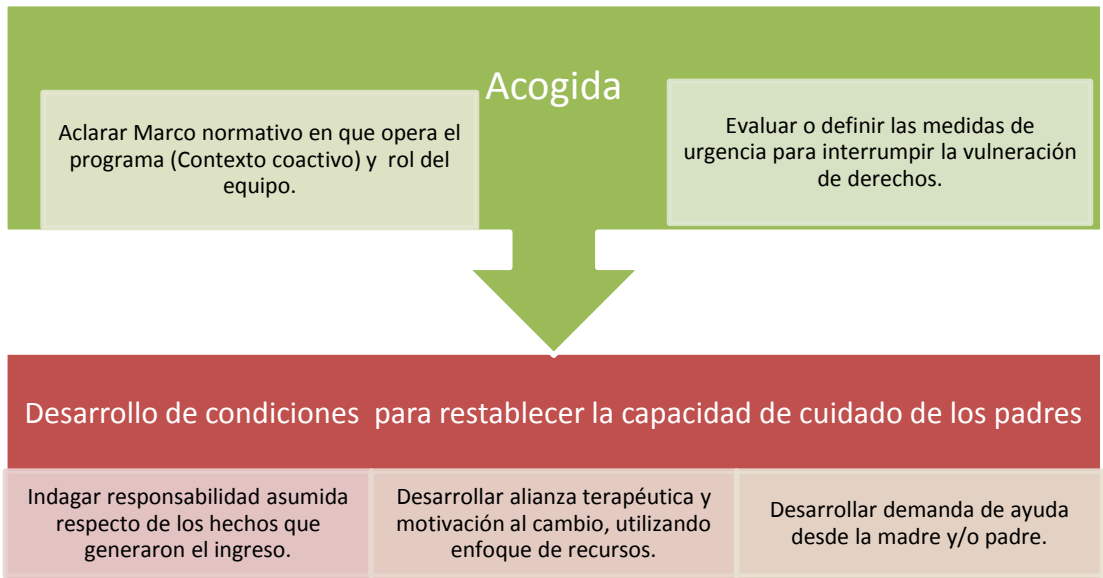 Acogida
Aclarar Marco normativo en que opera el
programa (Contexto coactivo) y rol del
equipo.
Evaluar o definir las medidas de
urgencia para interrumpir la vulneración
de derechos.
Desarrollo de condiciones para restablecer la capacidad de cuidado de los padres
Indagar responsabilidad asumida
respecto de los hechos que
generaron el ingreso.
Desarrollar alianza terapéutica y
motivación al cambio, utilizando
enfoque de recursos.
Desarrollar demanda de ayuda
desde la madre y/o padre.